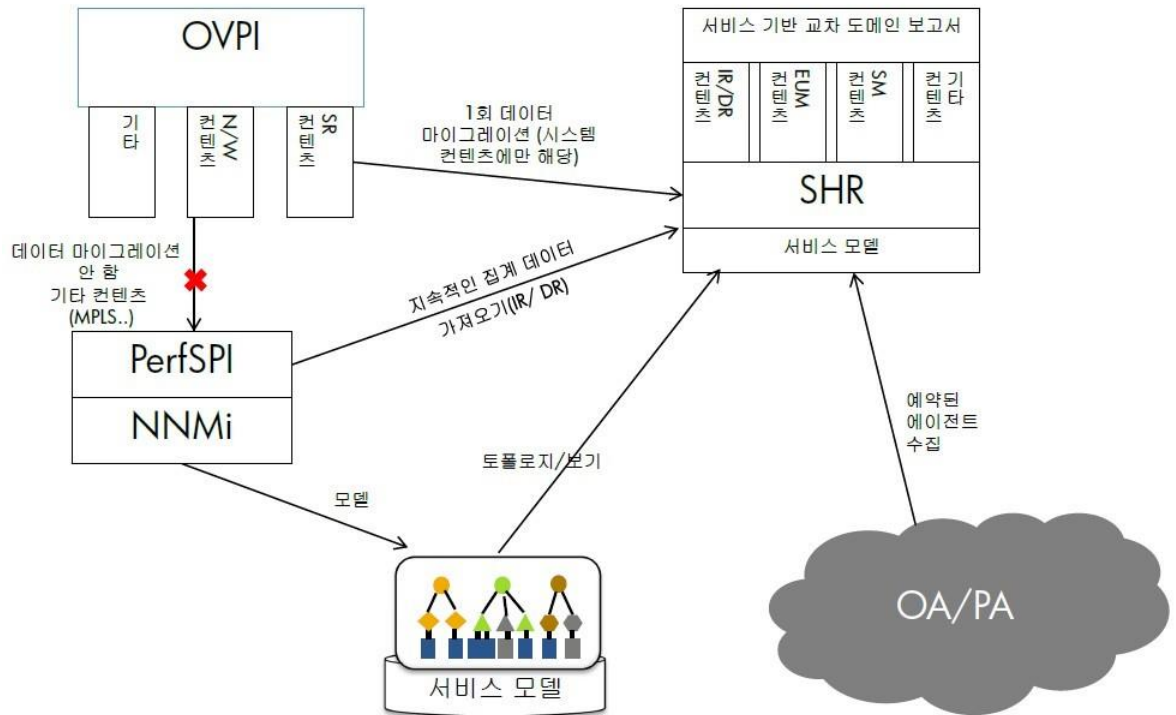 OVPI
기타
N/W
컨텐츠
SR
컨텐츠
1회 데이터
마이그레이션 (시스템
컨텐츠에만 해당)
서비스 기반 교차 도메인 보고서
IR/DR
컨텐츠
EUM
컨텐츠
SM
컨텐츠
기타
컨텐츠
SHR
서비스 모델
데이터 마이그레이션
안 함
기타 컨텐츠
(MPLS..)
지속적인 집계 데이터
가져오기(IR/ DR)
PerfSPI
NNMi
모델
토폴로지/보기
예약된
에이전트
수집
OA/PA
서비스 모델